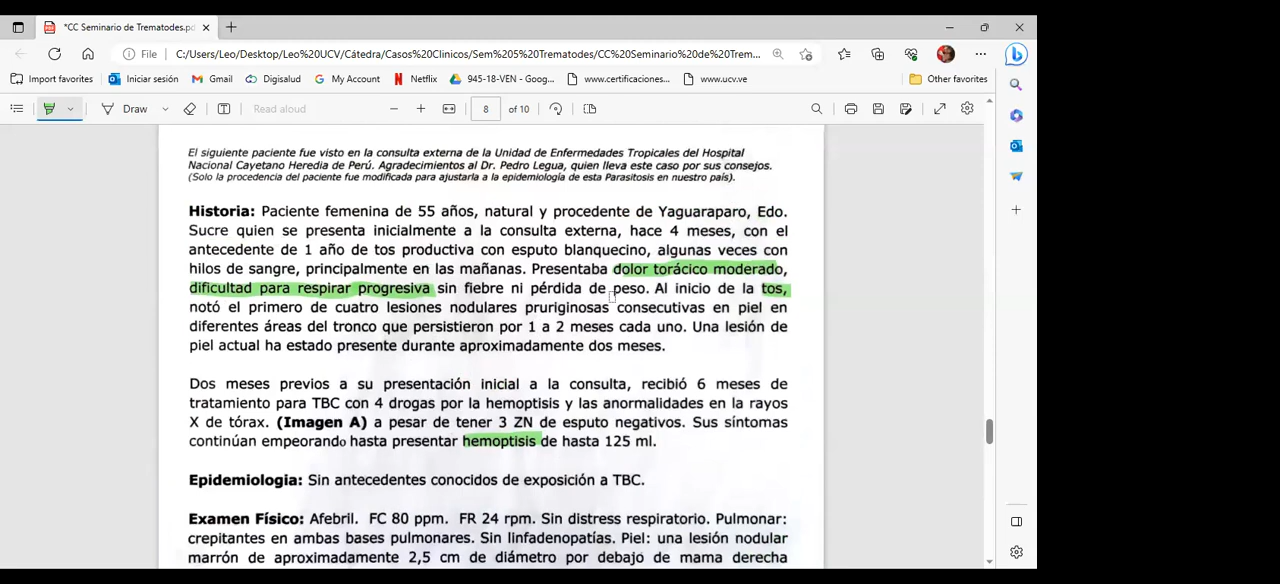 *CC Seminario de Trematodes.pd
File
C:/Users/Leo/Desktop/Leo%20UCV/Cátedra/Casos%20Clinicos/Sem%205%20Trematodes/CC%20Seminario%20de%20Trem...
Import favorites
Iniciar sesión
Gmail
Digisalud
My Account
Netflix
945-18-VEN - Goog...
www.certificaciones...
www.ucv.ve
Other favorites
Draw
Read aloud
8 of 10
El siguiente paciente fue visto en la consulta externa de la Unidad de Enfermedades Tropicales del Hospital
Nacional Cayetano Heredia de Perú. Agradecimientos al Dr. Pedro Legua, quien lleva este caso por sus consejos.
(Solo la procedencia del paciente fue modificada para ajustarla a la epidemiología de esta Parasitosis en nuestro país).
Historia: Paciente femenina de 55 años, natural y procedente de Yaguaraparo, Edo.
Sucre quien se presenta inicialmente a la consulta externa, hace 4 meses, con el
antecedente de 1 año de tos productiva con esputo blanquecino, algunas veces con
hilos de sangre, principalmente en las mañanas. Presentaba dolor torácico moderado,
dificultad para respirar progresiva sin fiebre ni pérdida de peso. Al inicio de la tos,
notó el primero de cuatro lesiones nodulares pruriginosas consecutivas en piel en
diferentes áreas del tronco que persistieron por 1 a 2 meses cada uno. Una lesión de
piel actual ha estado presente durante aproximadamente dos meses.
Dos meses previos a su presentación inicial a la consulta, recibió 6 meses de
tratamiento para TBC con 4 drogas por la hemoptisis y las anormalidades en la rayos
X de tórax. (Imagen A) a pesar de tener 3 ZN de esputo negativos. Sus síntomas
continúan empeorando hasta presentar hemoptisis de hasta 125 ml.
Epidemiologia: Sin antecedentes conocidos de exposición a TBC.
Examen Físico: Afebril. FC 80 ppm. FR 24 rpm. Sin distress respiratorio. Pulmonar:
crepitantes en ambas bases pulmonares. Sin linfadenopatías. Piel: una lesión nodular
marrón de aproximadamente 2,5 cm de diámetro por debajo de mama derecha